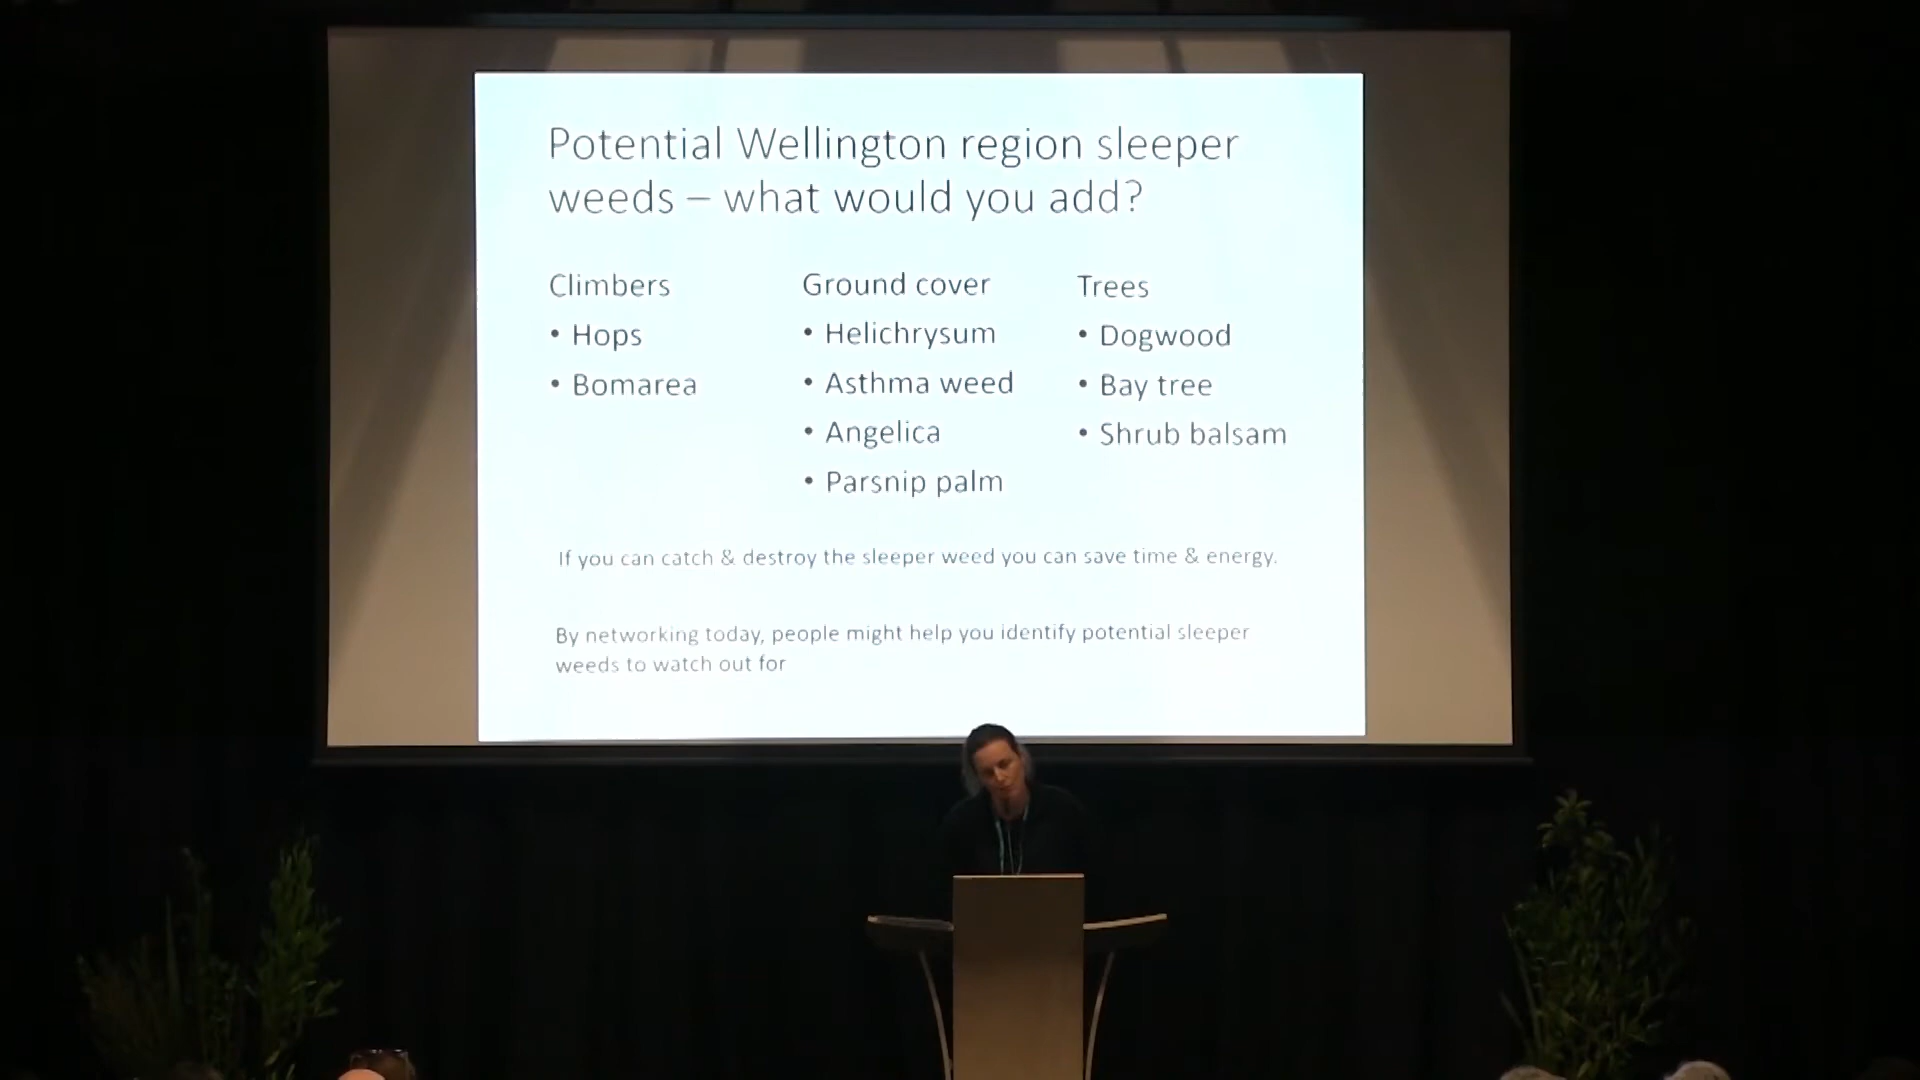 Potential Wellington region sleeper
weeds – what would you add?
Climbers
• Hops
• Bomarea
Ground cover
• Helichrysum
• Asthma weed
• Angelica
• Parsnip palm
Trees
• Dogwood
• Bay tree
• Shrub balsam
If you can catch & destroy the sleeper weed you can save time & energy.
By networking today, people might help you identify potential sleeper
weeds to watch out for